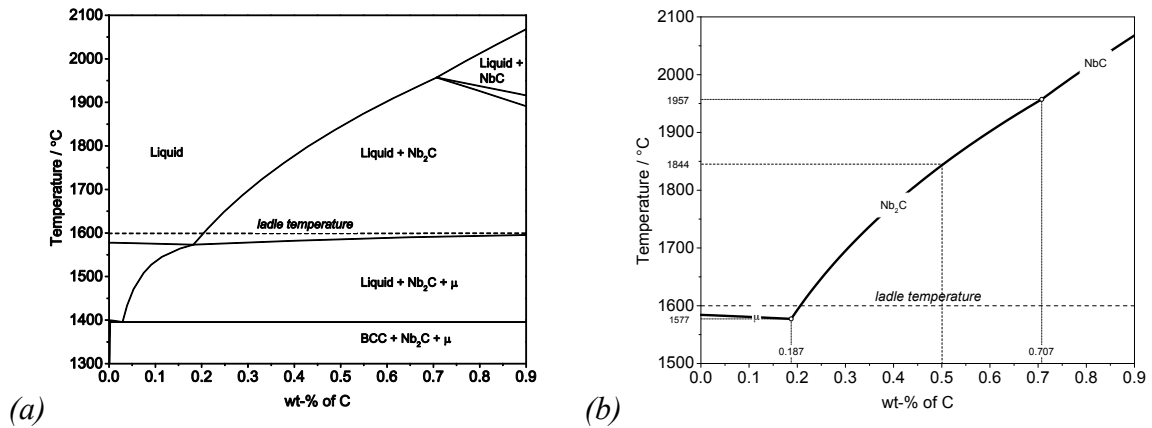 2100
2000
1900
1800
1700
1600
1500
1400
1300
Temperature / °C
Liquid
Liquid +
NbC
Liquid + Nb₂C
ladle temperature
Liquid + Nb₂C + μ
BCC + Nb₂C + μ
0.0 0.1 0.2 0.3 0.4 0.5 0.6 0.7 0.8 0.9
wt-% of C
(a)
2100
2000
1957
1900
1844
1800
1700
1600
1577
1500
Temperature / °C
NbC
Nb₂C
ladle temperature
μ
0.187 0.707
0.0 0.1 0.2 0.3 0.4 0.5 0.6 0.7 0.8 0.9
wt-% of C
(b)